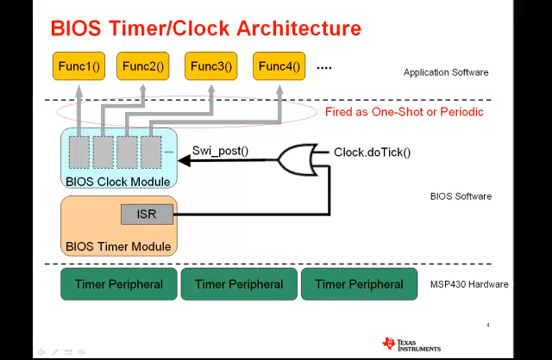 BIOS Timer/Clock Architecture
Func1()
Func2()
Func3()
Func4()
....
Application Software
Fired as One-Shot or Periodic
....
Swi_post()
Clock.doTick()
BIOS Clock Module
BIOS Software
ISR
BIOS Timer Module
Timer Peripheral
Timer Peripheral
Timer Peripheral
MSP430 Hardware
4
TEXAS
INSTRUMENTS